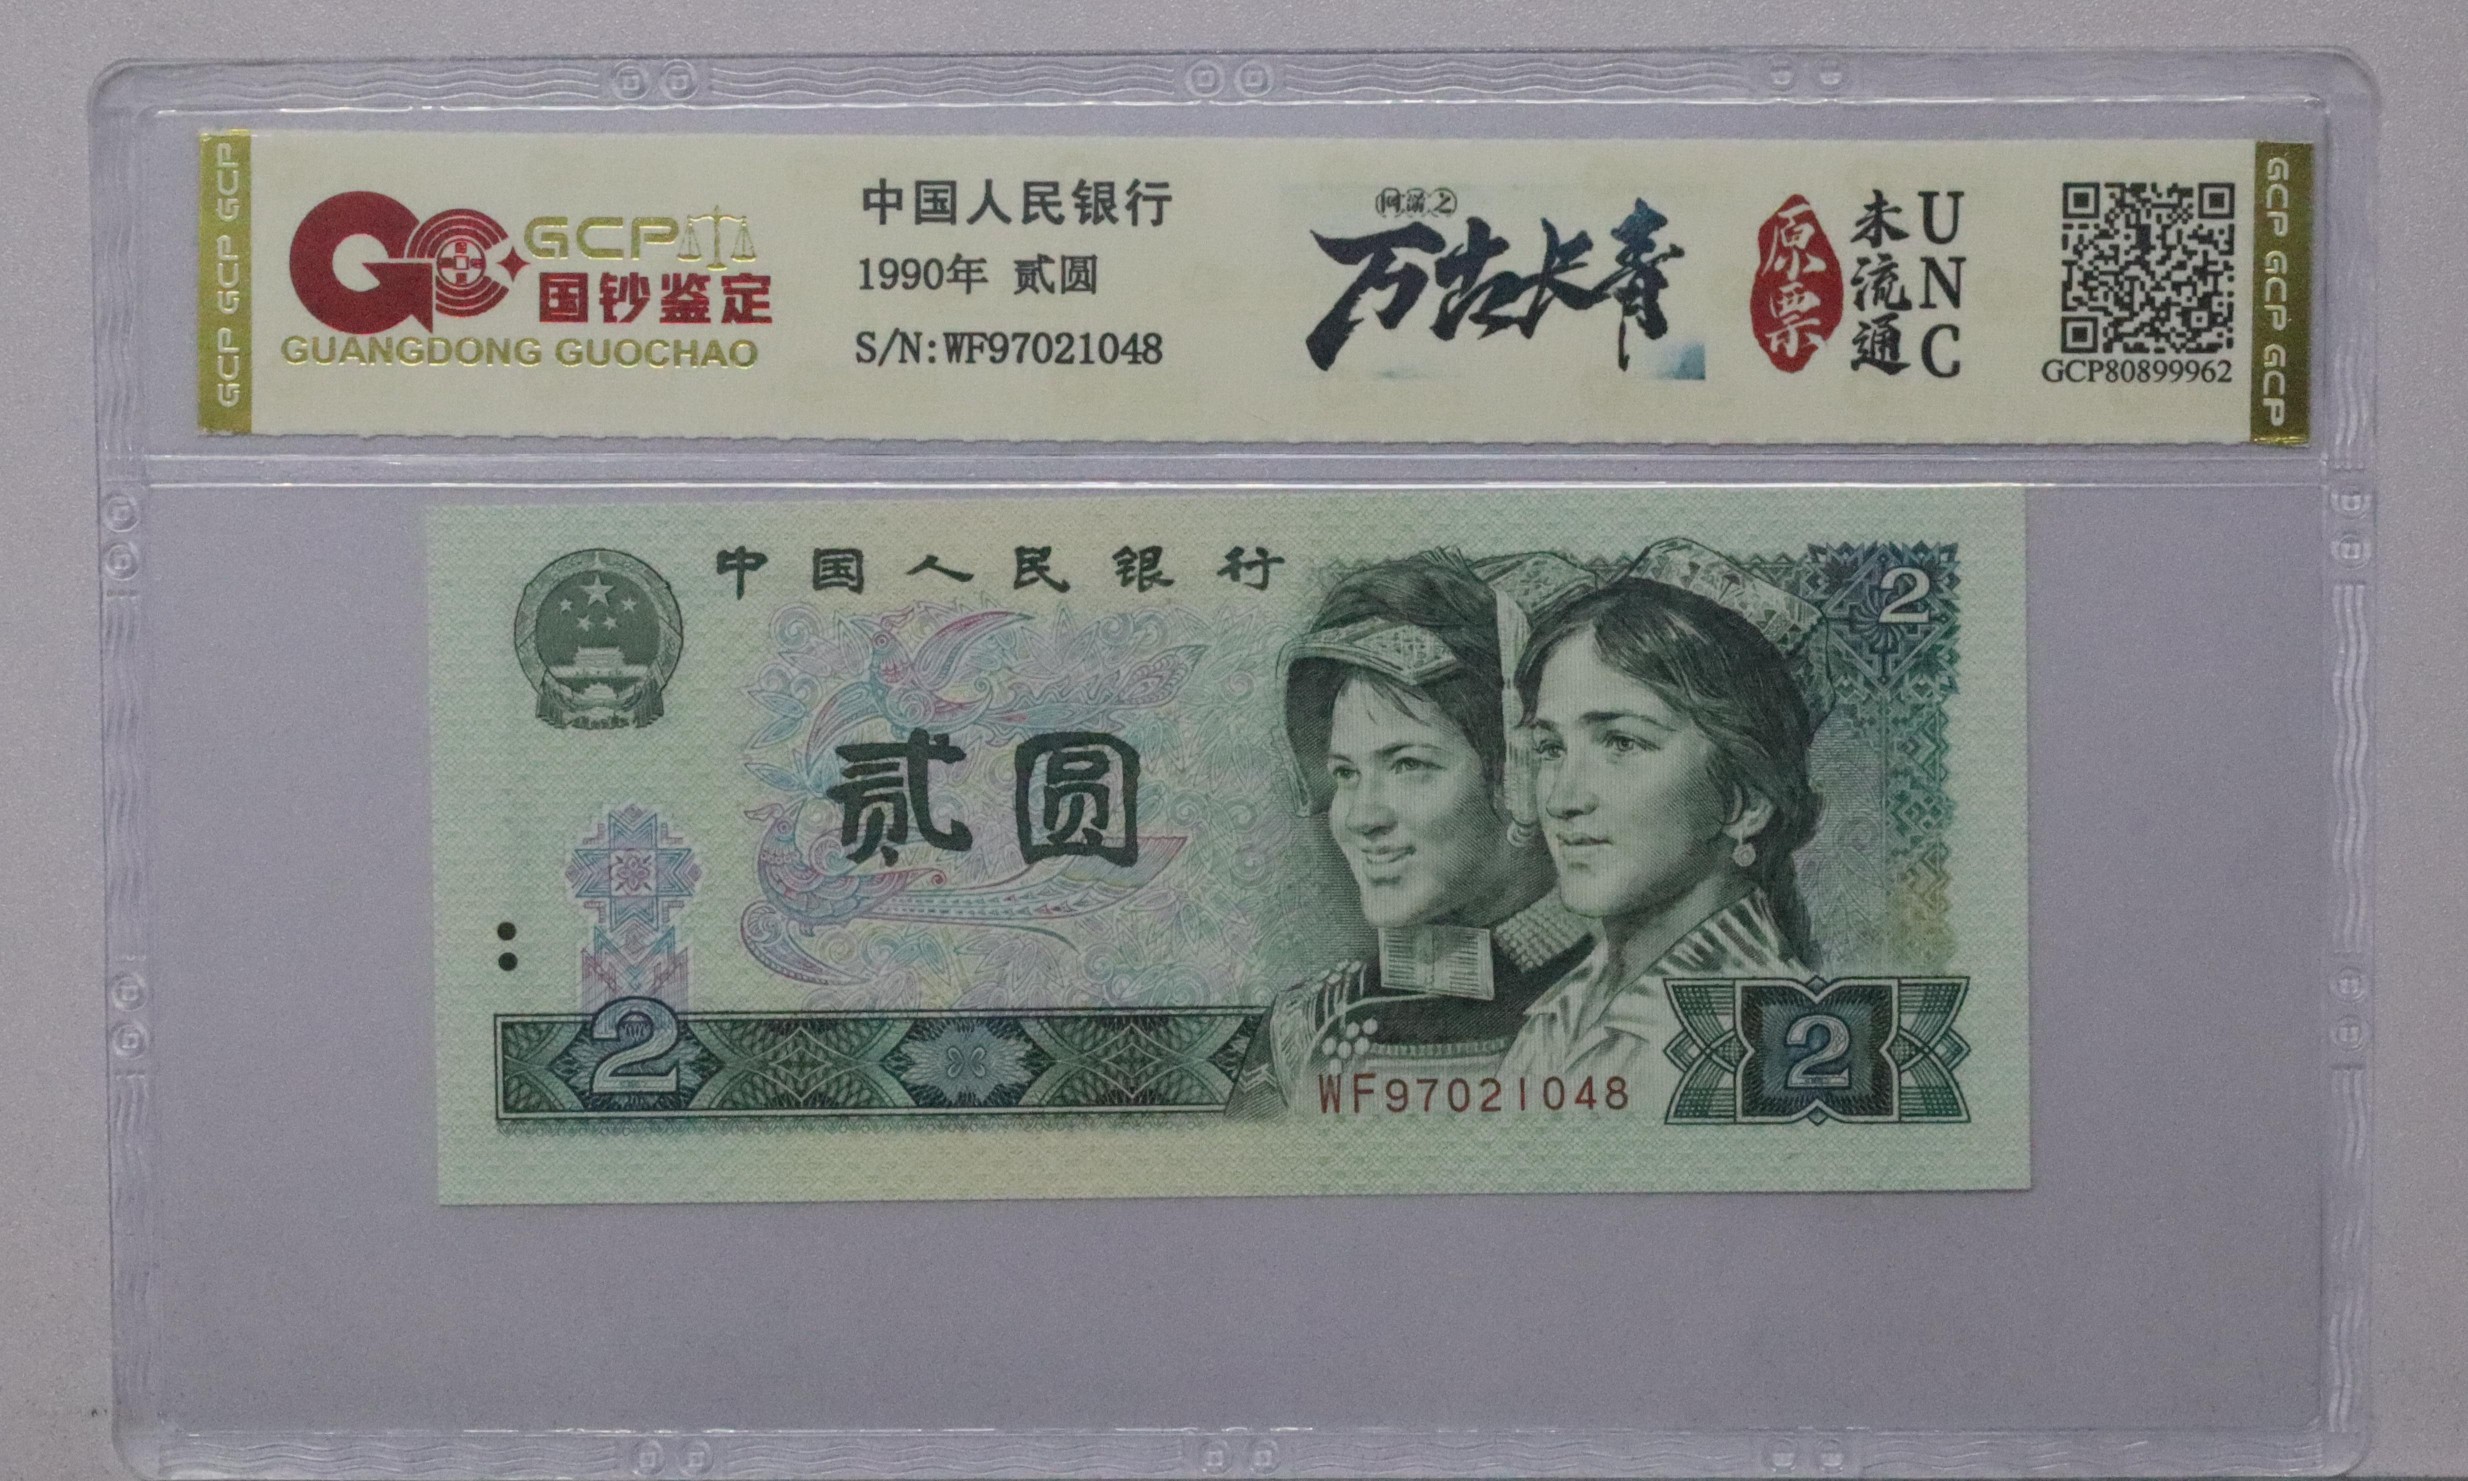 GCP GCP GCP
GCP
国钞鉴定
GUANGDONG GUOCHAO
中国人民银行
1990年 贰圆
S/N:WF97021048
万古长青
原票
未流通
UNC
GCP80899962
GCP GCP GCP
中国人民银行
2
贰圆
2
WF97021048
2